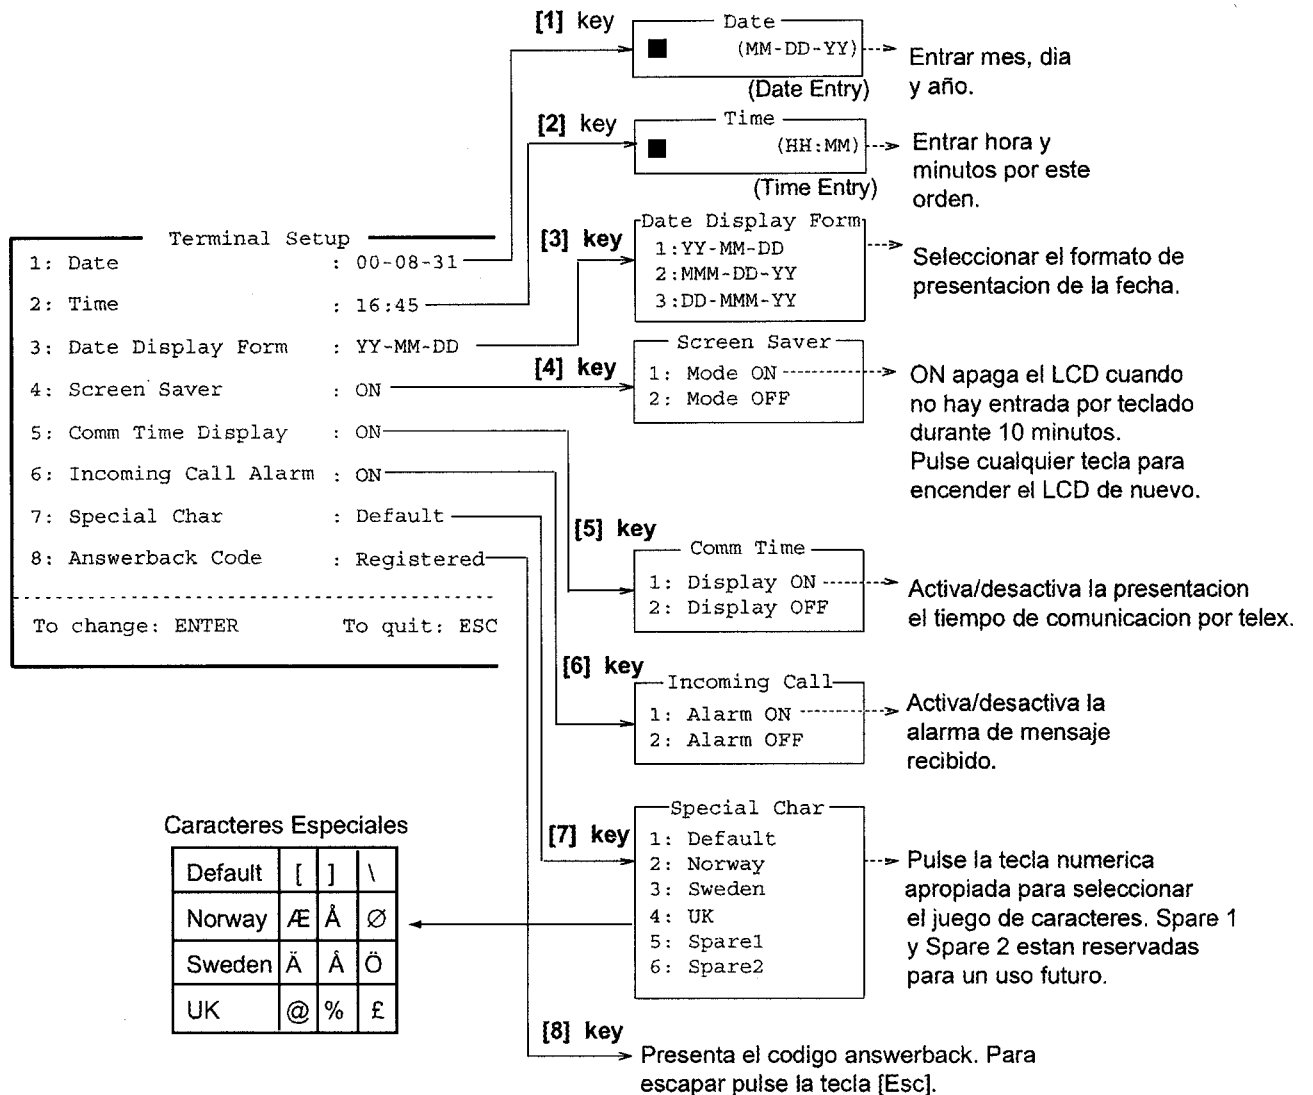 [1] key
Date
(MM-DD-YY)
(Date Entry)
Entrar mes, dia
y año.
[2] key
Time
(HH:MM)
(Time Entry)
Entrar hora y
minutos por este
orden.
Terminal Setup
1: Date : 00-08-31
2: Time : 16:45
3: Date Display Form : YY-MM-DD
4: Screen Saver : ON
5: Comm Time Display : ON
6: Incoming Call Alarm : ON
7: Special Char : Default
8: Answerback Code : Registered
To change: ENTER To quit: ESC
[3] key
Date Display Form
1:YY-MM-DD
2:MMM-DD-YY
3:DD-MMM-YY
Seleccionar el formato de
presentacion de la fecha.
[4] key
Screen Saver
1: Mode ON
2: Mode OFF
ON apaga el LCD cuando
no hay entrada por teclado
durante 10 minutos.
Pulse cualquier tecla para
encender el LCD de nuevo.
[5] key
Comm Time
1: Display ON
2: Display OFF
Activa/desactiva la presentacion
el tiempo de comunicacion por telex.
[6] key
Incoming Call
1: Alarm ON
2: Alarm OFF
Activa/desactiva la
alarma de mensaje
recibido.
[7] key
Special Char
1: Default
2: Norway
3: Sweden
4: UK
5: Spare1
6: Spare2
Pulse la tecla numerica
apropiada para seleccionar
el juego de caracteres. Spare 1
y Spare 2 estan reservadas
para un uso futuro.
Caracteres Especiales
Default [ ] \
Norway Æ Å Ø
Sweden Ä Å Ö
UK @ % £
[8] key
Presenta el codigo answerback. Para
escapar pulse la tecla [Esc].